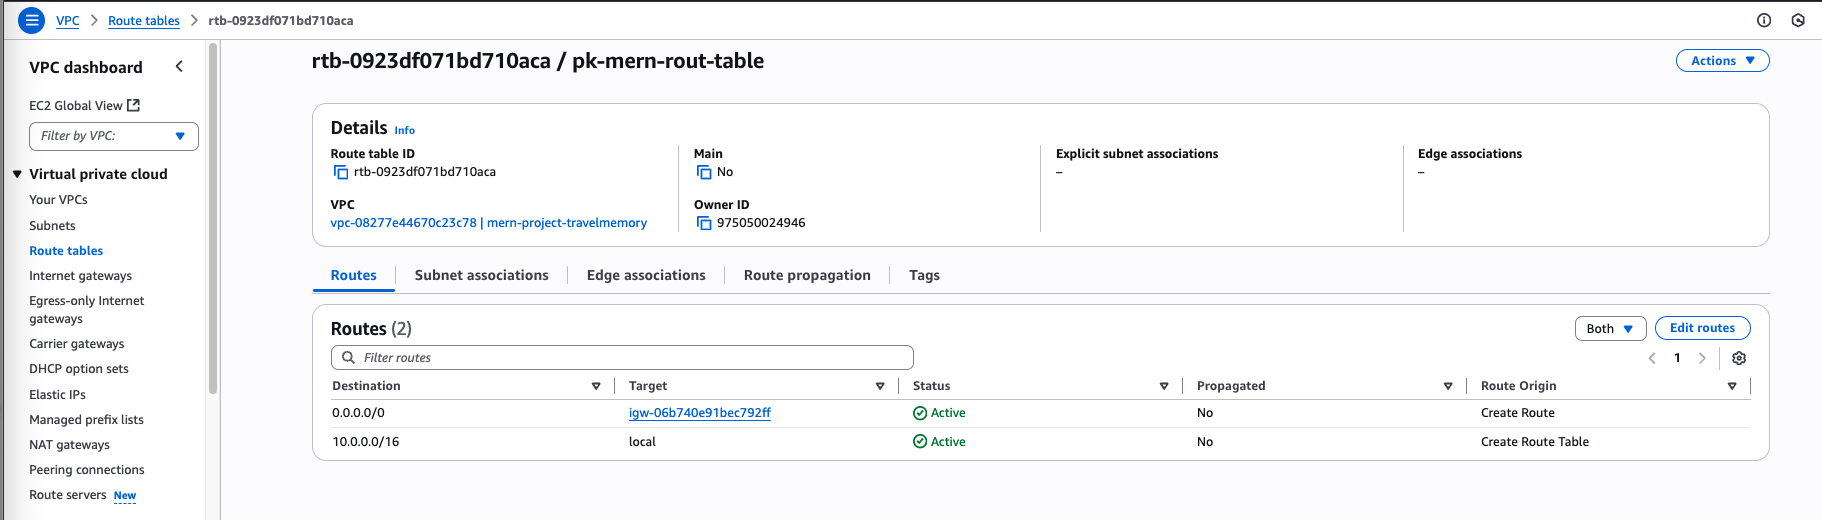 VPC > Route tables > rtb-0923df071bd710aca
VPC dashboard
EC2 Global View
Filter by VPC:
Virtual private cloud
Your VPCs
Subnets
Route tables
Internet gateways
Egress-only Internet
gateways
Carrier gateways
DHCP option sets
Elastic IPs
Managed prefix lists
NAT gateways
Peering connections
Route servers New
rtb-0923df071bd710aca / pk-mern-rout-table
Actions
Details Info
Route table ID
rtb-0923df071bd710aca
Main
No
Explicit subnet associations
–
Edge associations
–
VPC
vpc-08277e44670c23c78 | mern-project-travelmemory
Owner ID
975050024946
Routes Subnet associations Edge associations Route propagation Tags
Routes (2)
Both Edit routes
Filter routes
1
Destination Target Status Propagated Route Origin
0.0.0.0/0 igw-06b740e91bec792ff Active No Create Route
10.0.0.0/16 local Active No Create Route Table